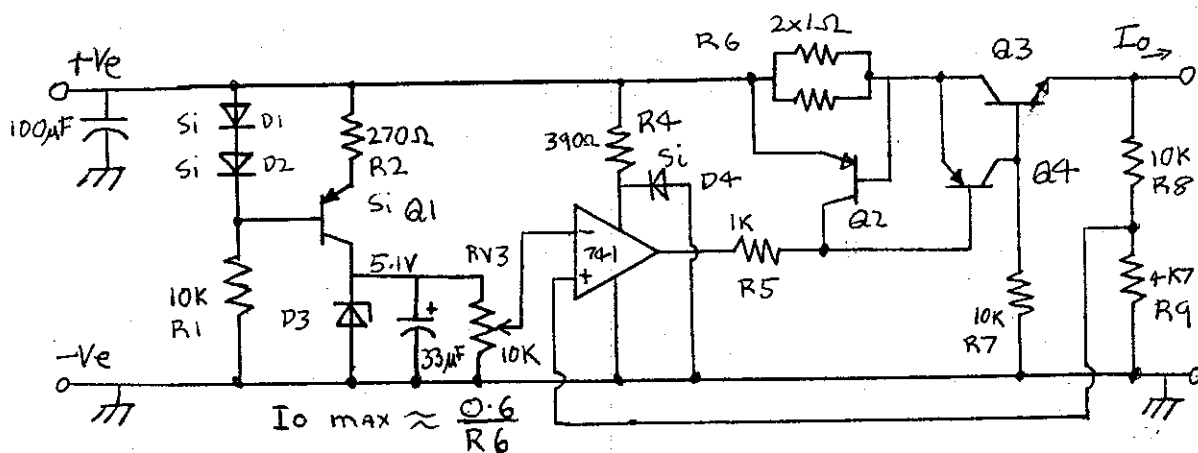 +Ve
100µF
Si D1
Si D2
270Ω
R2
Si Q1
10K
R1
D3
5.1V
33µF
RV3
10K
390Ω
R4
Si
D4
741
-
+
1K
R5
R6
2x1Ω
Q2
Q3
Q4
Io
10K
R8
4K7
R9
10K
R7
-Ve
Io max ≈ 0.6
R6